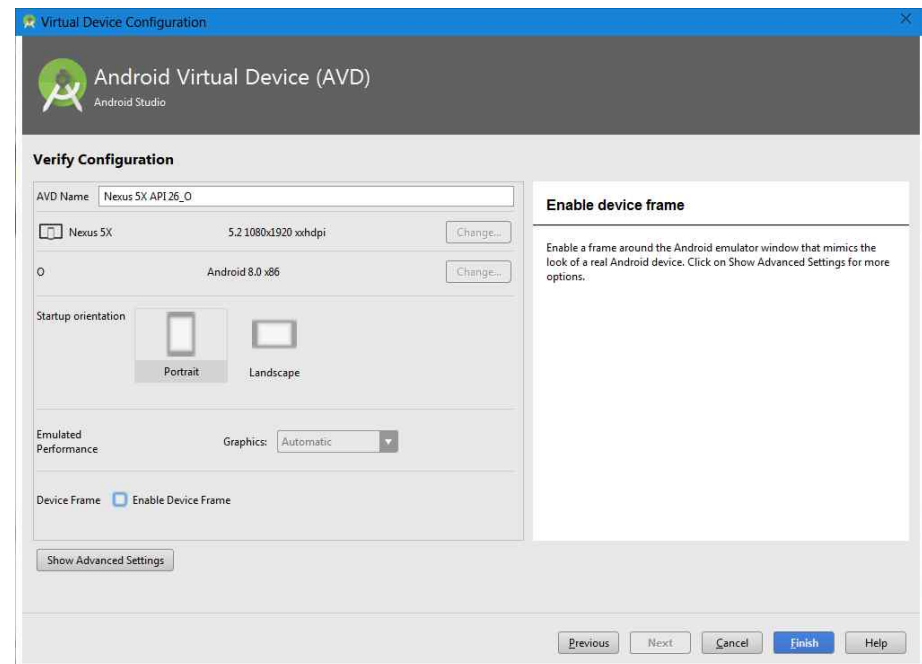 Virtual Device Configuration
Android Virtual Device (AVD)
Android Studio
Verify Configuration
AVD Name Nexus 5X API 26_O
Nexus 5X 5.2 1080x1920 xxhdpi Change...
O Android 8.0 x86 Change...
Startup orientation
Portrait Landscape
Emulated
Performance
Graphics: Automatic
Device Frame Enable Device Frame
Show Advanced Settings
Enable device frame
Enable a frame around the Android emulator window that mimics the
look of a real Android device. Click on Show Advanced Settings for more
options.
Previous Next Cancel Finish Help